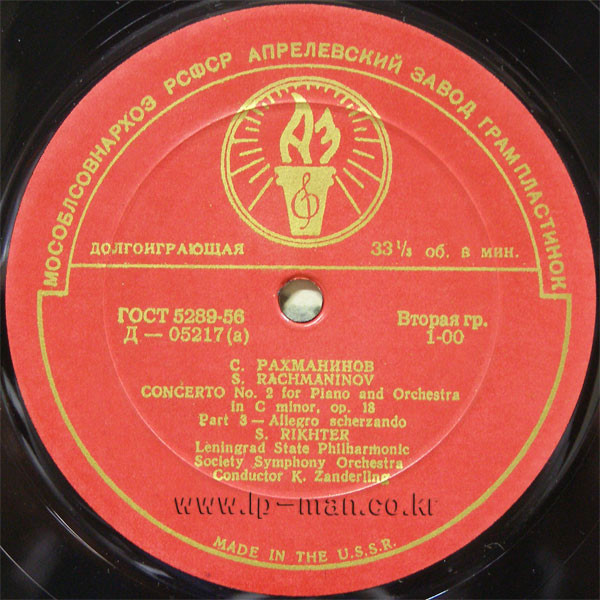 МОСОБЛСОВНАРХОЗ РСФСР АПРЕЛЕВСКИЙ ЗАВОД ГРАМПЛАСТИНОК
АЗ
ДОЛГОИГРАЮЩАЯ 33 1/3 об. в мин.
ГОСТ 5289-56 Вторая гр.
Д — 05217(а) 1-00
С. РАХМАНИНОВ
S. RACHMANINOV
CONCERTO No. 2 for Piano and Orchestra
in C minor, op. 18
Part 3 — Allegro scherzando
S. RIKHTER
Leningrad State Philharmonic
Society Symphony Orchestra
Conductor K. Zanderling
www.lp-man.co.kr
MADE IN THE U.S.S.R.